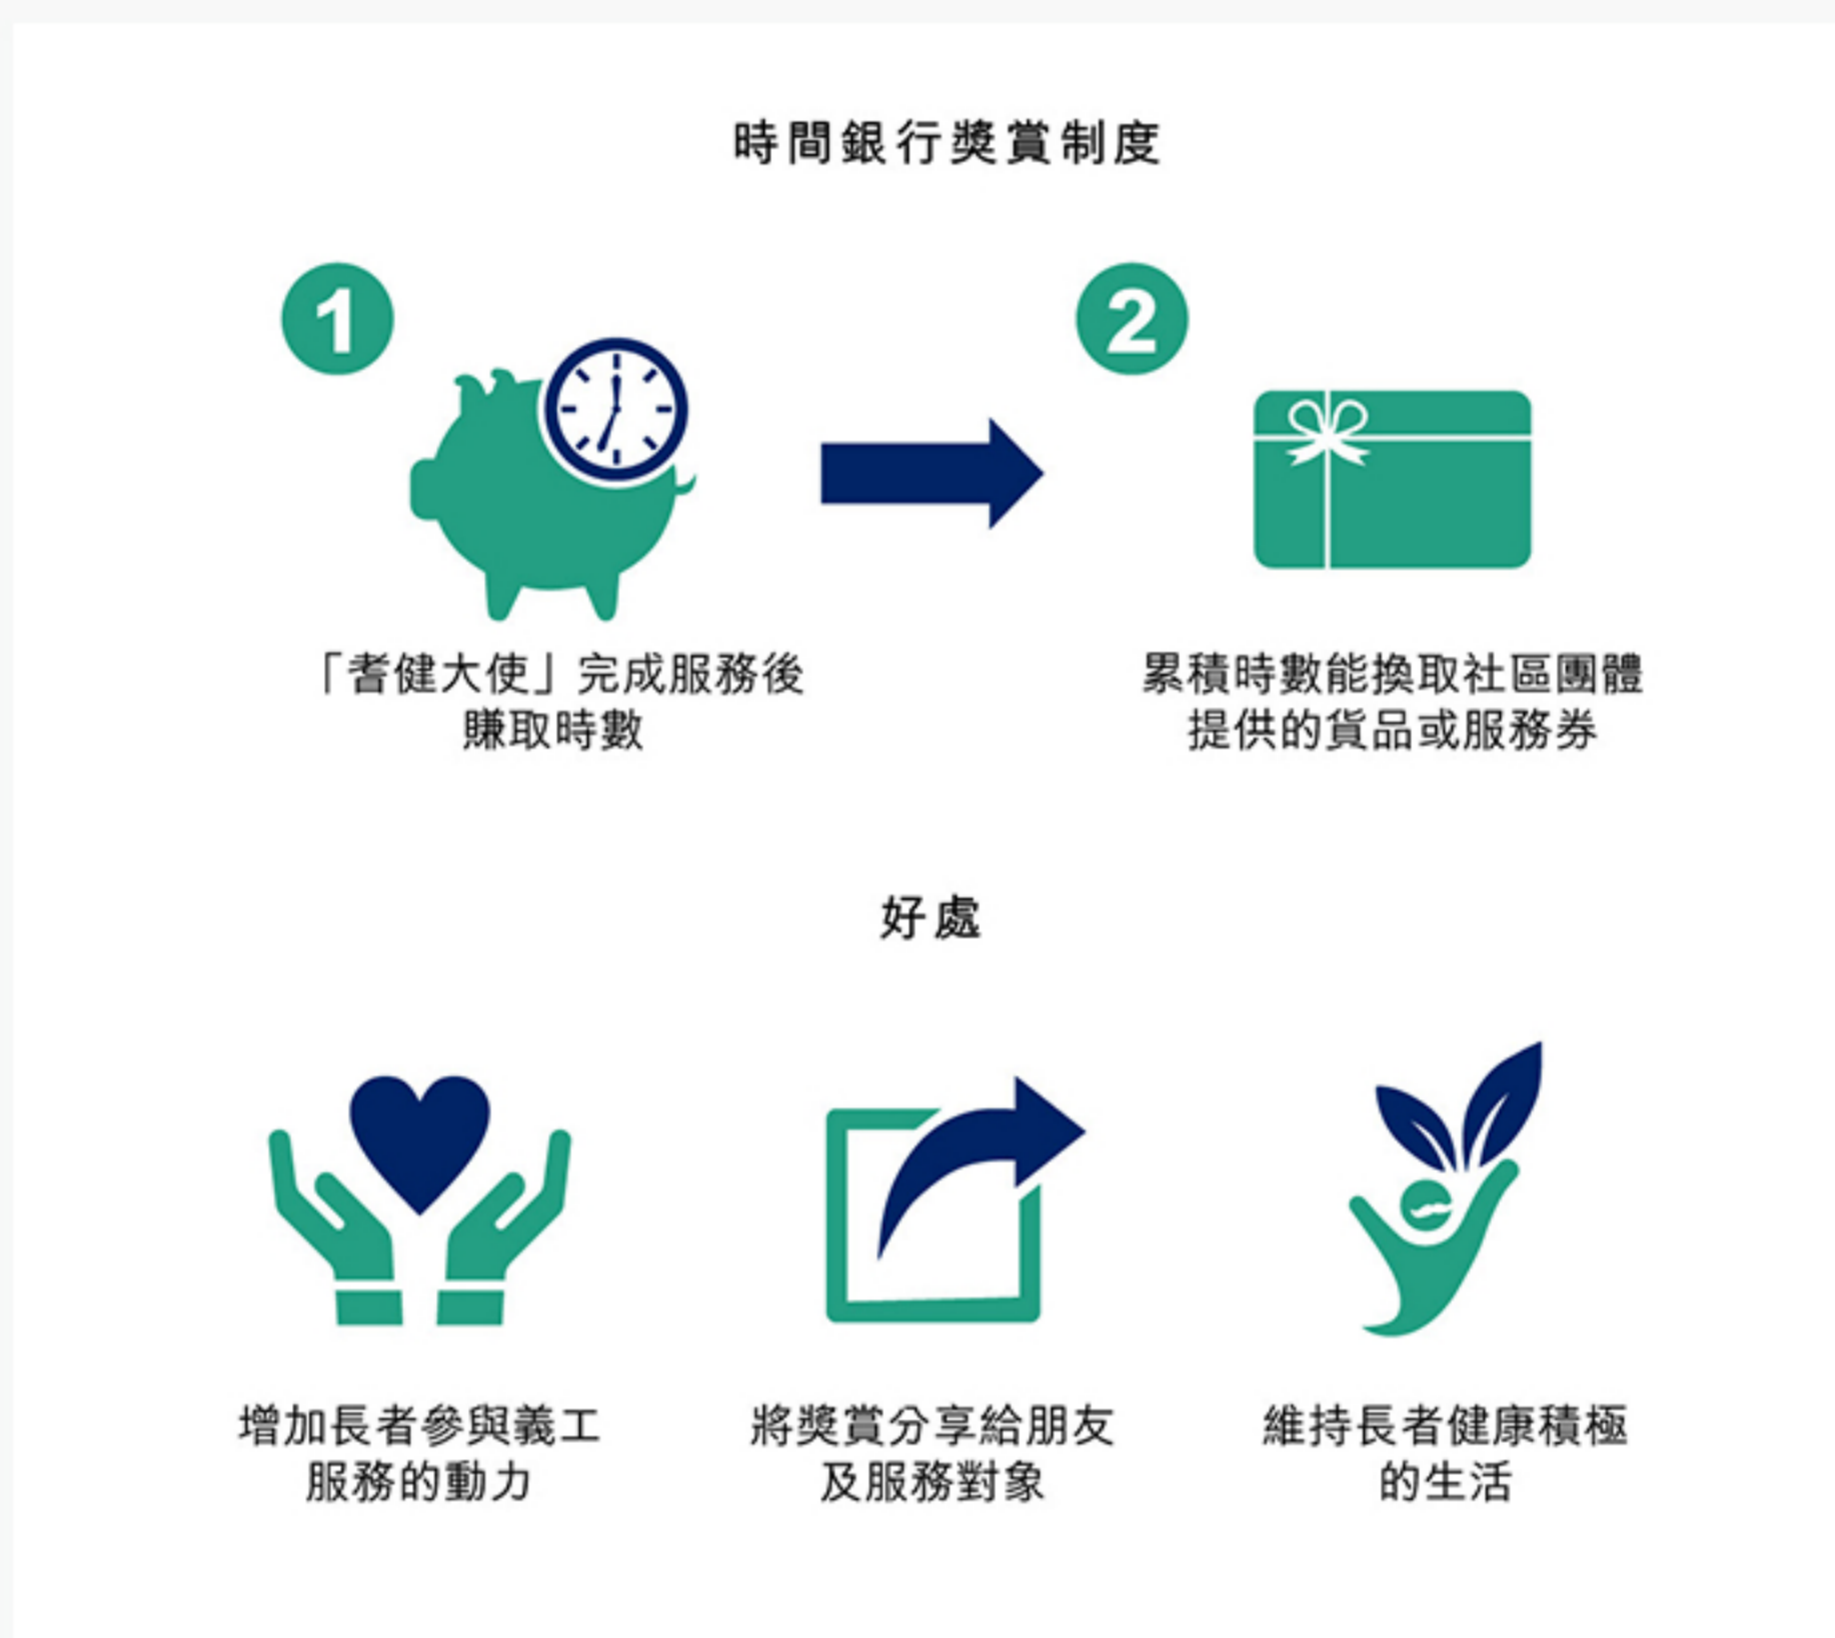 時間銀行獎賞制度
1
2
「耆健大使」完成服務後
賺取時數
累積時數能換取社區團體
提供的貨品或服務券
好處
增加長者參與義工
服務的動力
將獎賞分享給朋友
及服務對象
維持長者健康積極
的生活